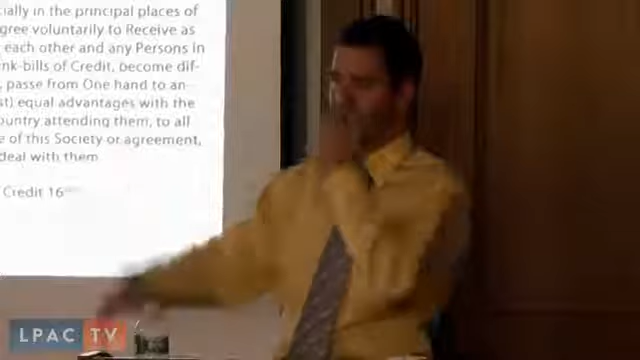 ially in the principal places of
gree voluntarily to Receive as
each other and any Persons in
nk-bills of Credit, become dif-
passe from One hand to an-
st) equal advantages with the
ountry attending them, to all
e of this Society or agreement,
deal with them
Credit 16
LPAC TV